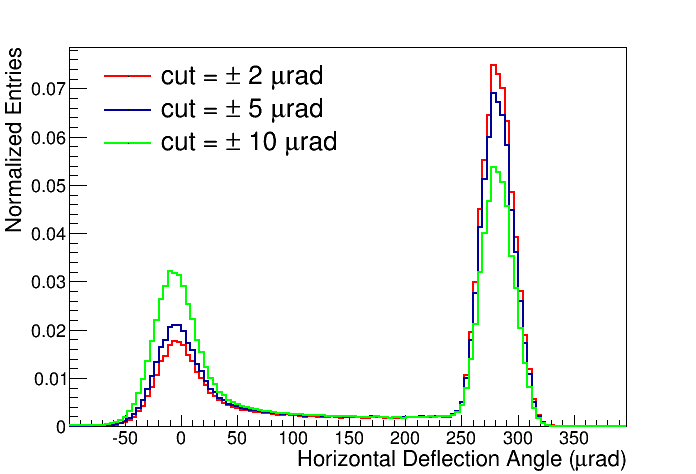 Normalized Entries
0.07
0.06
0.05
0.04
0.03
0.02
0.01
0
cut = ± 2 μrad
cut = ± 5 μrad
cut = ± 10 μrad
-50 0 50 100 150 200 250 300 350
Horizontal Deflection Angle (μrad)